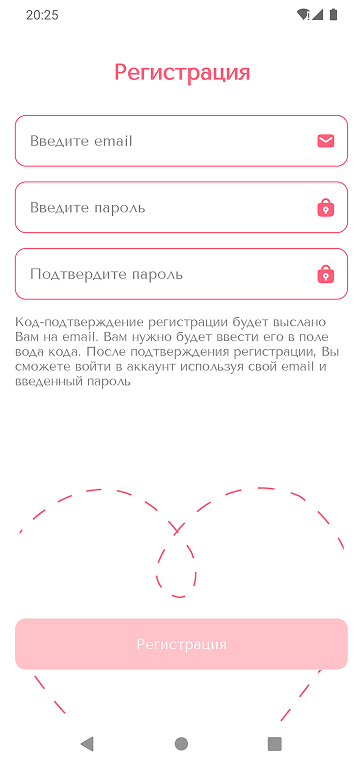 20:25
Регистрация
Введите email
Введите пароль
Подтвердите пароль
Код-подтверждение регистрации будет выслано
Вам на email. Вам нужно будет ввести его в поле
вода кода. После подтверждения регистрации, Вы
сможете войти в аккаунт используя свой email и
введенный пароль
Регистрация